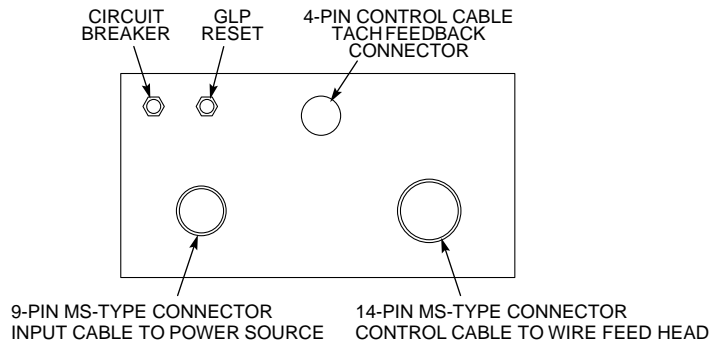 CIRCUIT
BREAKER
GLP
RESET
4-PIN CONTROL CABLE
TACH FEEDBACK
CONNECTOR
9-PIN MS-TYPE CONNECTOR
INPUT CABLE TO POWER SOURCE
14-PIN MS-TYPE CONNECTOR
CONTROL CABLE TO WIRE FEED HEAD